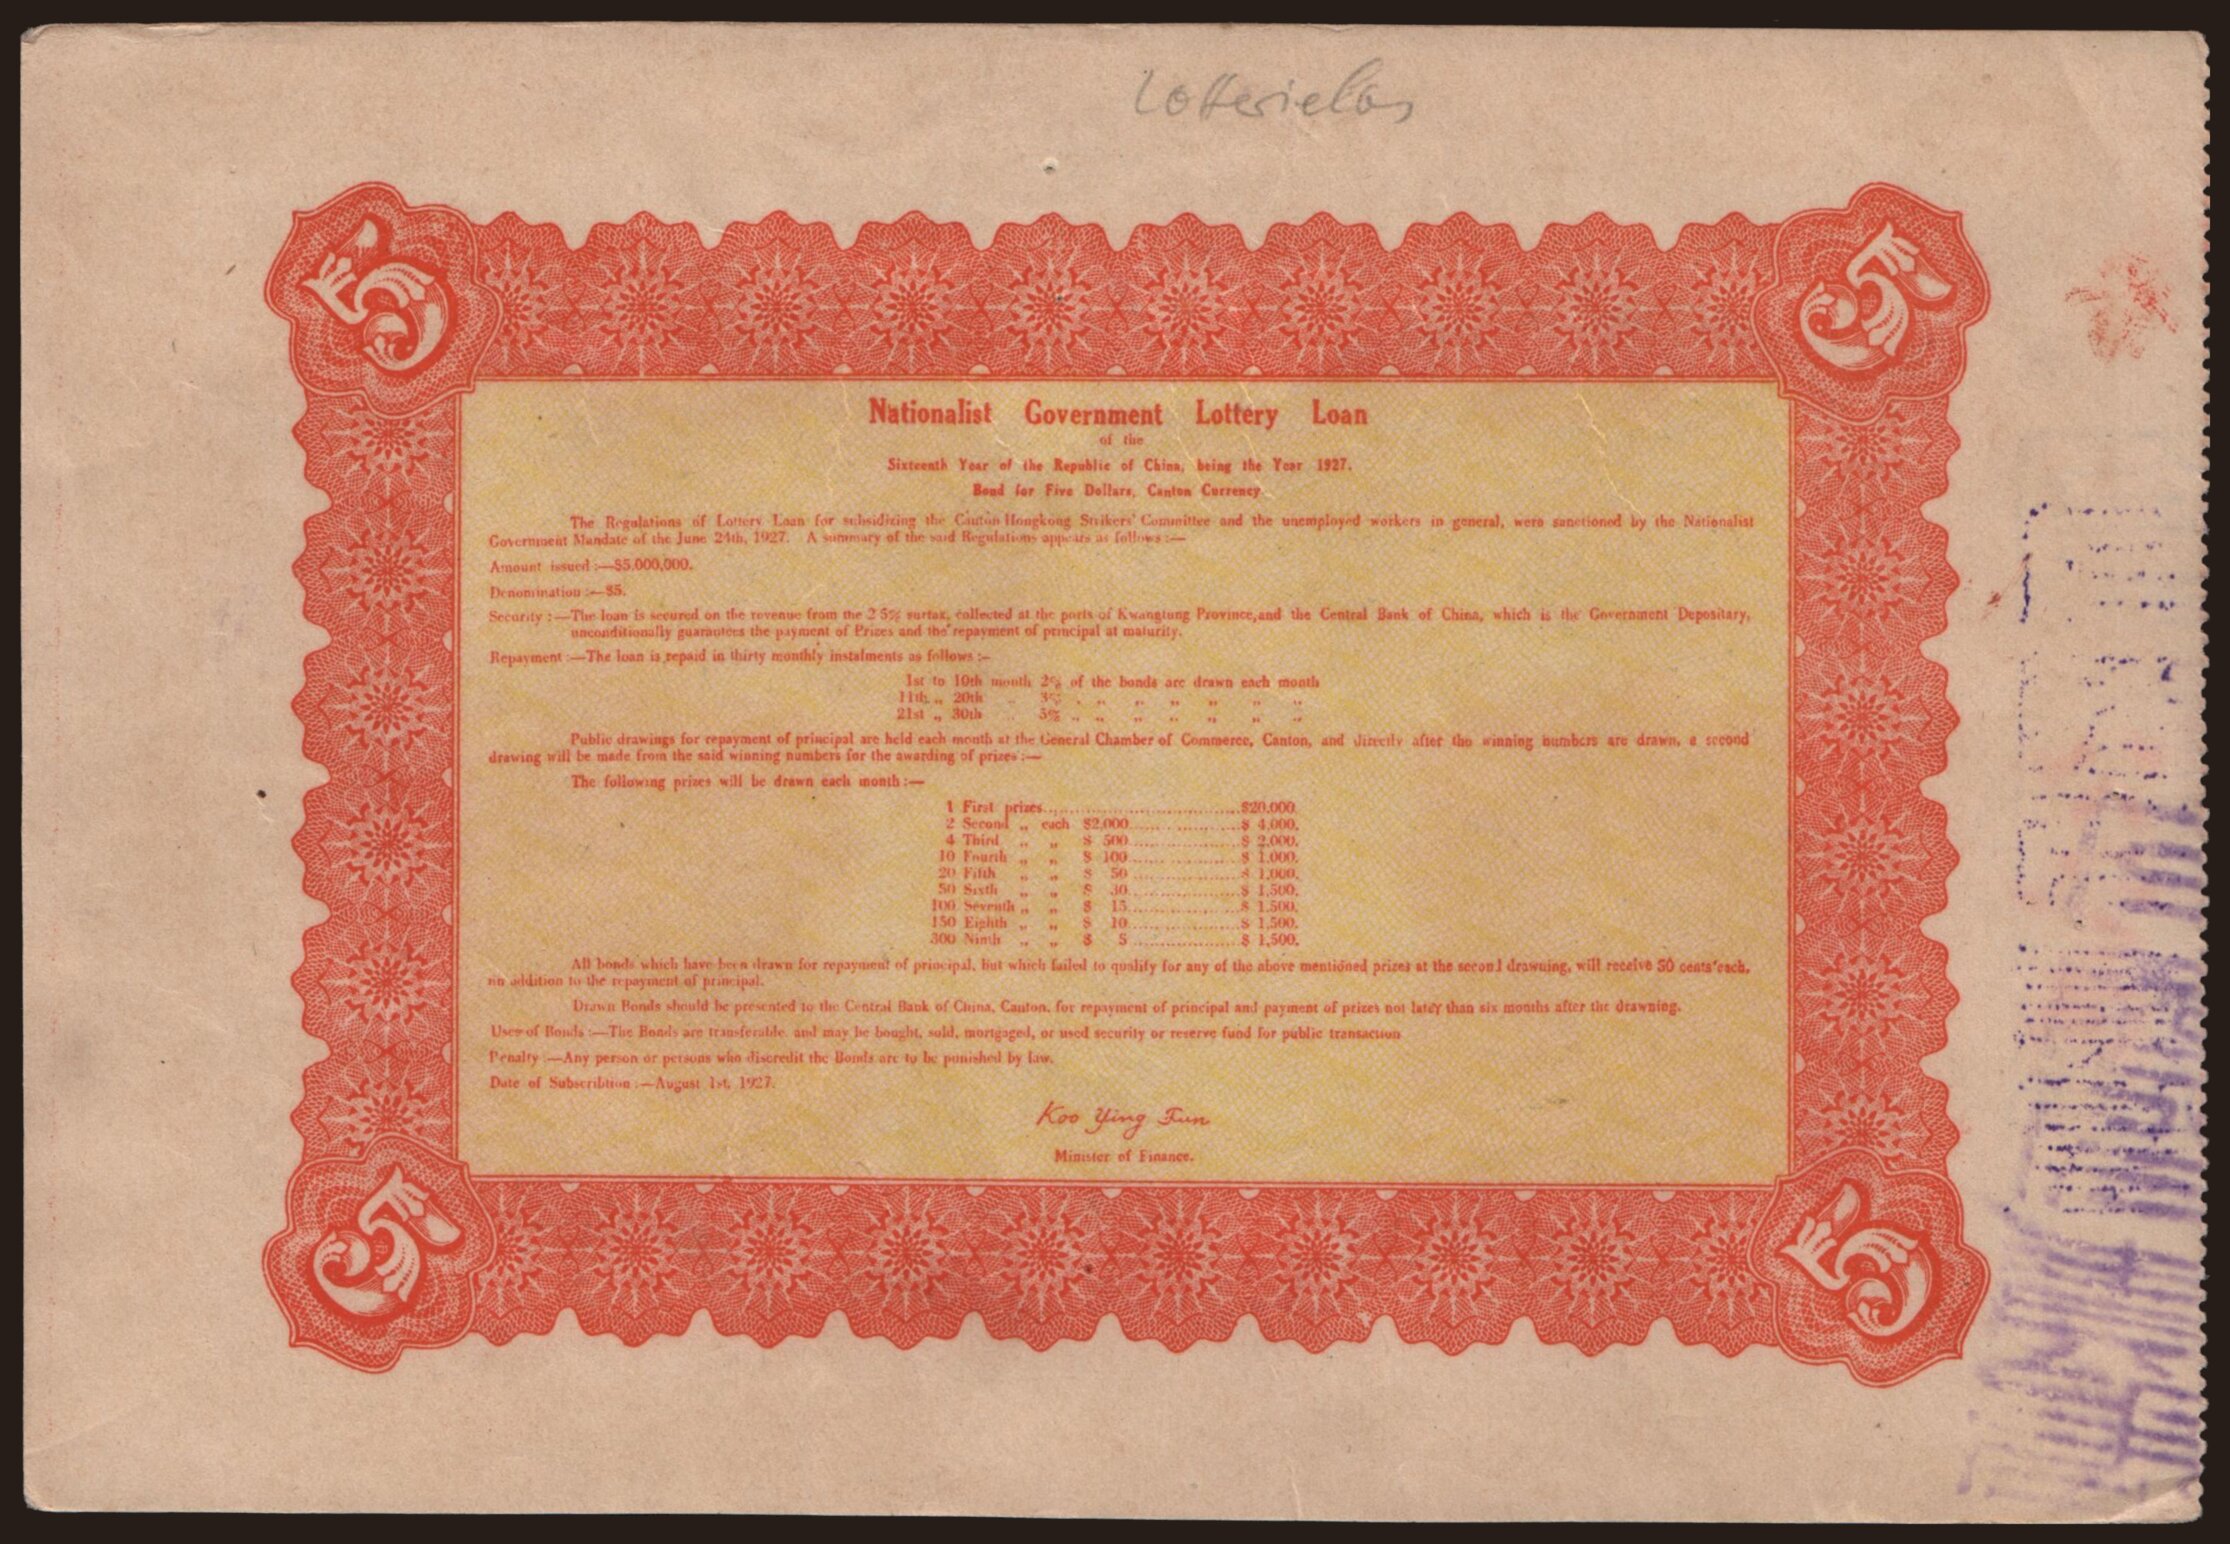 Lotterielos
5
5
Nationalist Government Lottery Loan
of the
Sixteenth Year of the Republic of China, being the Year 1927.
Bond for Five Dollars, Canton Currency
The Regulations of Lottery Loan for subsidizing the Canton Hongkong Strikers' Committee and the unemployed workers in general, were sanctioned by the Nationalist
Government Mandate of the June 24th, 1927. A summary of the said Regulations appears as follows :—
Amount issued :—$5,000,000.
Denomination :—$5.
Security :—The loan is secured on the revenue from the 2.5% surtax, collected at the ports of Kwangtung Province,and the Central Bank of China, which is the Government Depositary,
unconditionally guarantees the payment of Prizes and the repayment of principal at maturity.
Repayment :—The loan is repaid in thirty monthly instalments as follows :—
1st to 10th month 2% of the bonds are drawn each month
11th „ 20th „ 3% „ „ „ „ „ „ „
21st „ 30th „ 5% „ „ „ „ „ „ „
Public drawings for repayment of principal are held each month at the General Chamber of Commerce, Canton, and directly after the winning numbers are drawn, a second
drawing will be made from the said winning numbers for the awarding of prizes :—
The following prizes will be drawn each month :—
1 First prizes..............................$20,000.
2 Second „ each $2,000..................$ 4,000.
4 Third „ „ $ 500..................$ 2,000.
10 Fourth „ „ $ 100..................$ 1,000.
20 Fifth „ „ $ 50..................$ 1,000.
50 Sixth „ „ $ 30..................$ 1,500.
100 Seventh „ „ $ 15..................$ 1,500.
150 Eighth „ „ $ 10..................$ 1,500.
300 Ninth „ „ $ 5..................$ 1,500.
All bonds which have been drawn for repayment of principal, but which failed to qualify for any of the above mentioned prizes at the second drawning, will receive 50 cents each,
in addition to the repayment of principal.
Drawn Bonds should be presented to the Central Bank of China, Canton, for repayment of principal and payment of prizes not later than six months after the drawning.
Uses of Bonds :—The Bonds are transferable, and may be bought, sold, mortgaged, or used security or reserve fund for public transaction
Penalty :—Any person or persons who discredit the Bonds are to be punished by law.
Date of Subscribtion :—August 1st, 1927.
Koo Ying Fun
Minister of Finance.
5
5